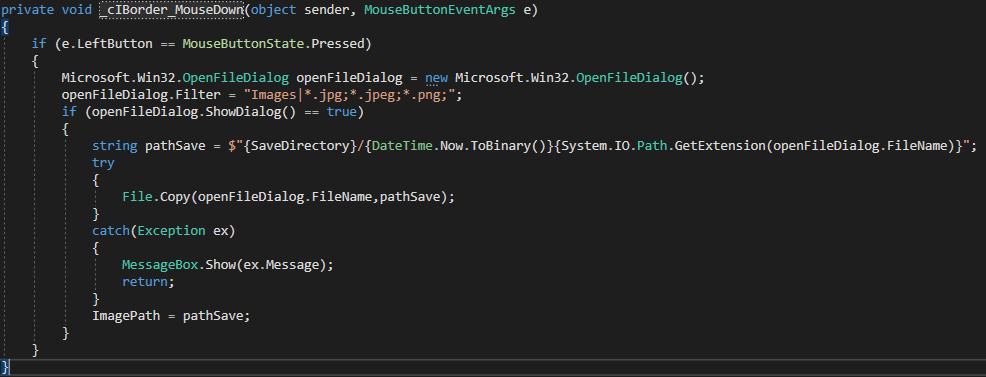 private void _cIBorder_MouseDown(object sender, MouseButtonEventArgs e)
{
if (e.LeftButton == MouseButtonState.Pressed)
{
Microsoft.Win32.OpenFileDialog openFileDialog = new Microsoft.Win32.OpenFileDialog();
openFileDialog.Filter = "Images|*.jpg;*.jpeg;*.png;";
if (openFileDialog.ShowDialog() == true)
{
string pathSave = $"{SaveDirectory}/{DateTime.Now.ToBinary()}{System.IO.Path.GetExtension(openFileDialog.FileName)}";
try
{
File.Copy(openFileDialog.FileName,pathSave);
}
catch(Exception ex)
{
MessageBox.Show(ex.Message);
return;
}
ImagePath = pathSave;
}
}
}